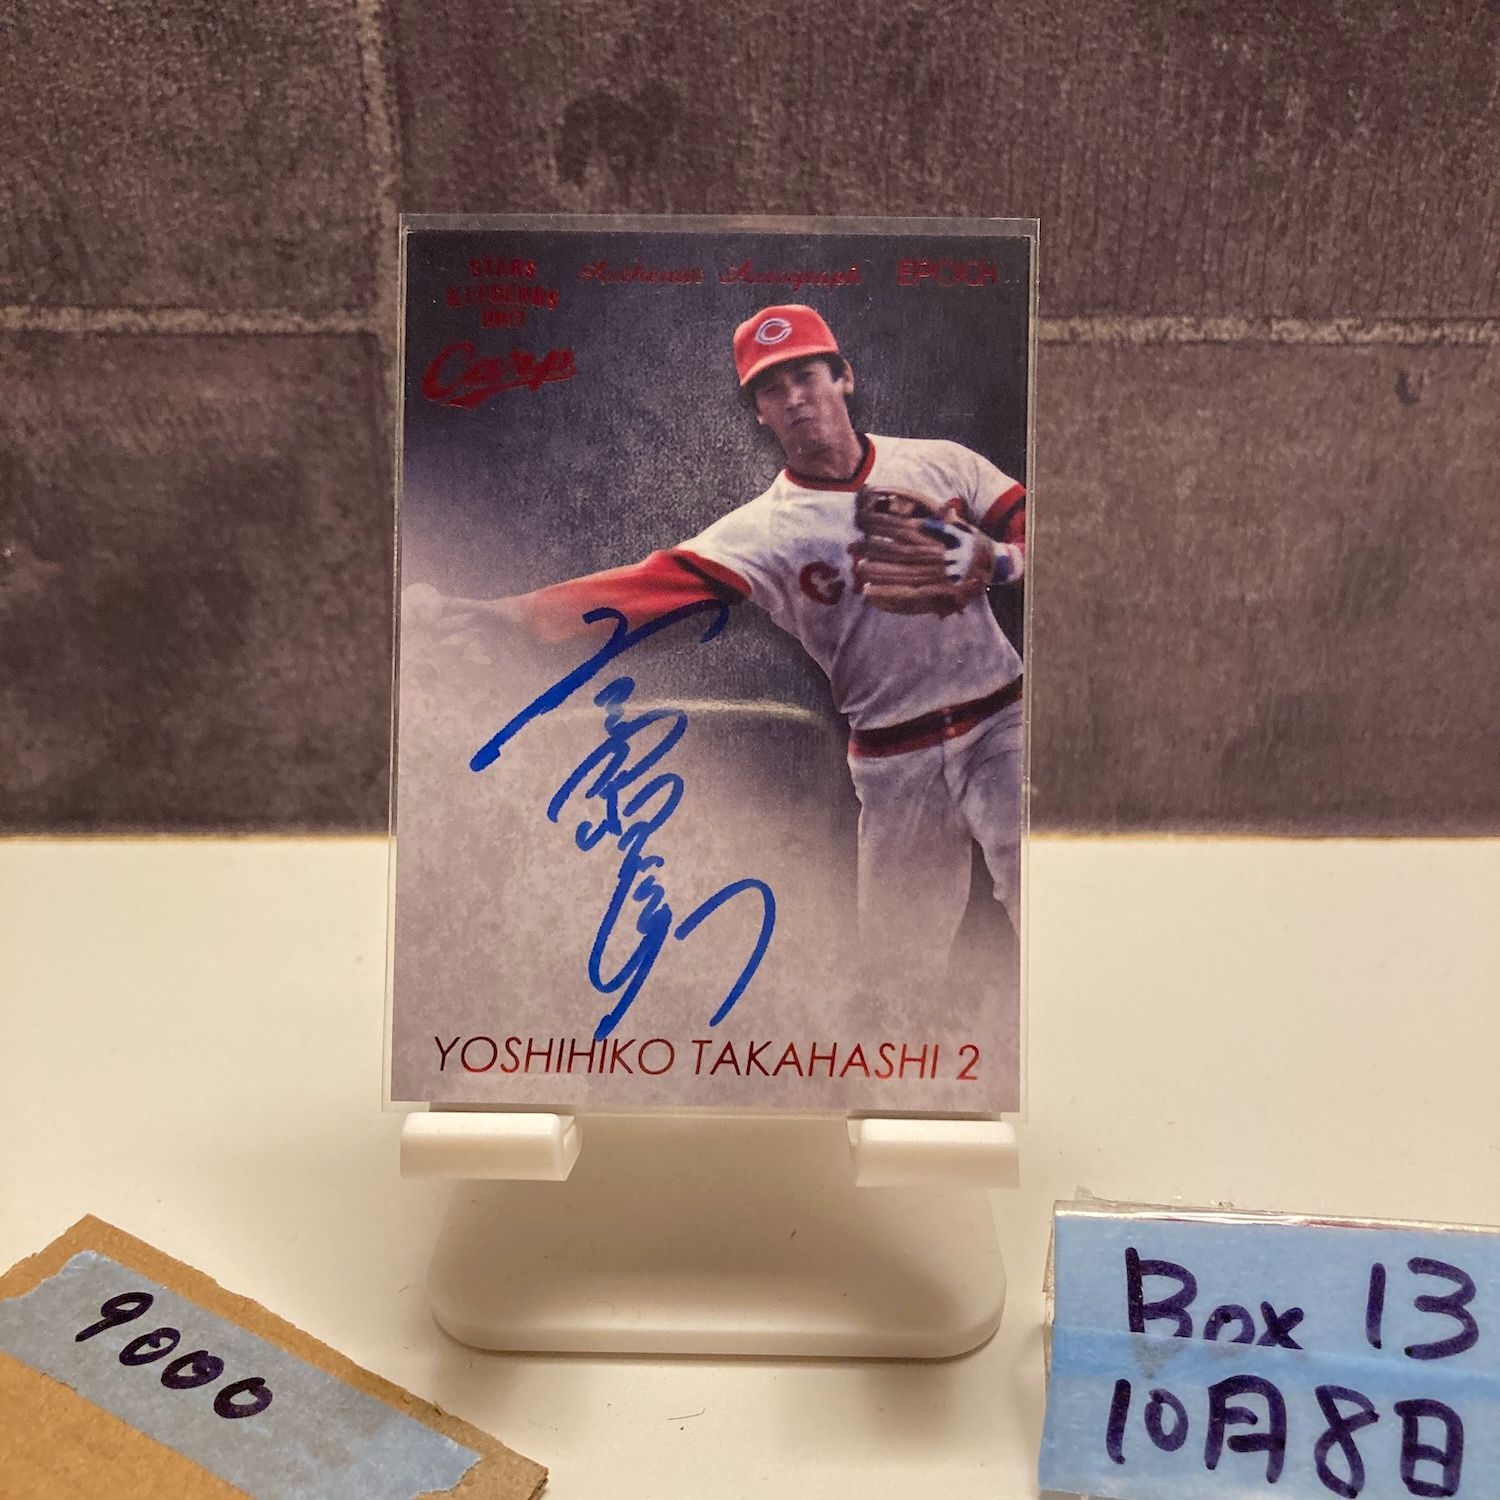 STARS
& LEGENDS
2017
Authentic Autograph
EPOCH
Carp
C
C
YOSHIHIKO TAKAHASHI 2
9000
Box 13
10月8日